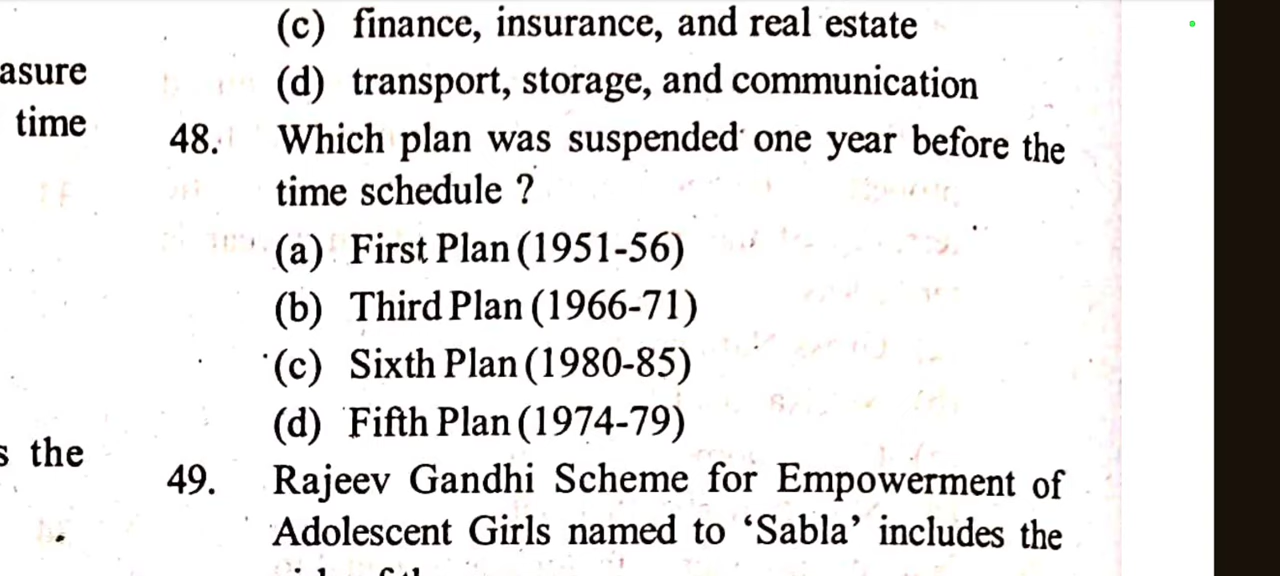 (c) finance, insurance, and real estate
asure
(d) transport, storage, and communication
time
48. Which plan was suspended one year before the
time schedule ?
(a) First Plan (1951-56)
(b) Third Plan (1966-71)
(c) Sixth Plan (1980-85)
(d) Fifth Plan (1974-79)
s the
49. Rajeev Gandhi Scheme for Empowerment of
Adolescent Girls named to ‘Sabla’ includes the